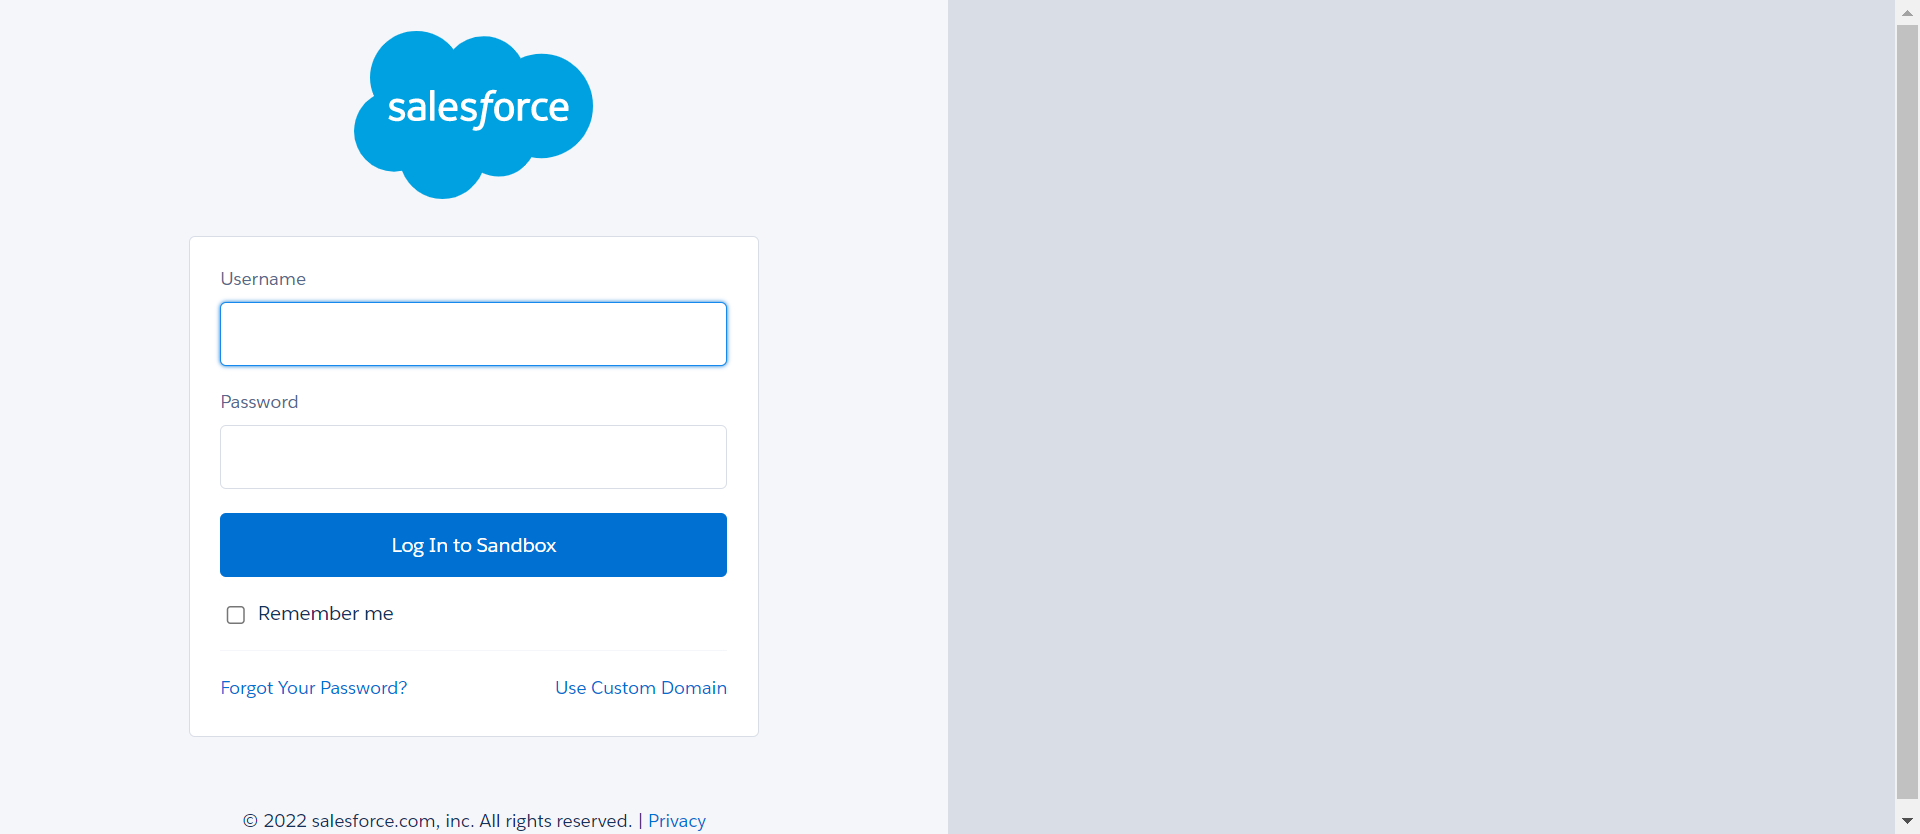 salesforce
Username
Password
Log In to Sandbox
Remember me
Forgot Your Password?
Use Custom Domain
© 2022 salesforce.com, inc. All rights reserved. | Privacy